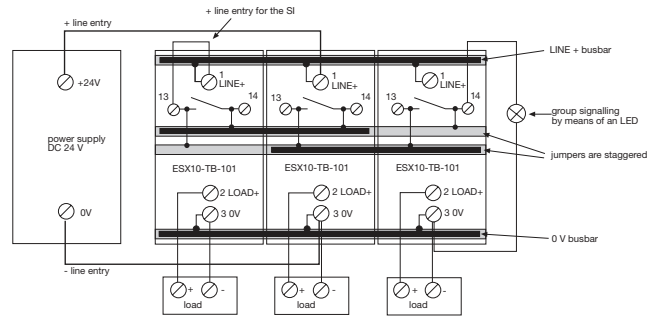 + line entry for the SI
+ line entry
LINE + busbar
+24V
1
LINE+
1
LINE+
1
LINE+
13
14
13
14
13
14
group signalling
by means of an LED
power supply
DC 24 V
jumpers are staggered
ESX10-TB-101
ESX10-TB-101
ESX10-TB-101
2 LOAD+
2 LOAD+
2 LOAD+
0V
3 0V
3 0V
3 0V
0 V busbar
- line entry
+
-
+
-
+
-
load
load
load